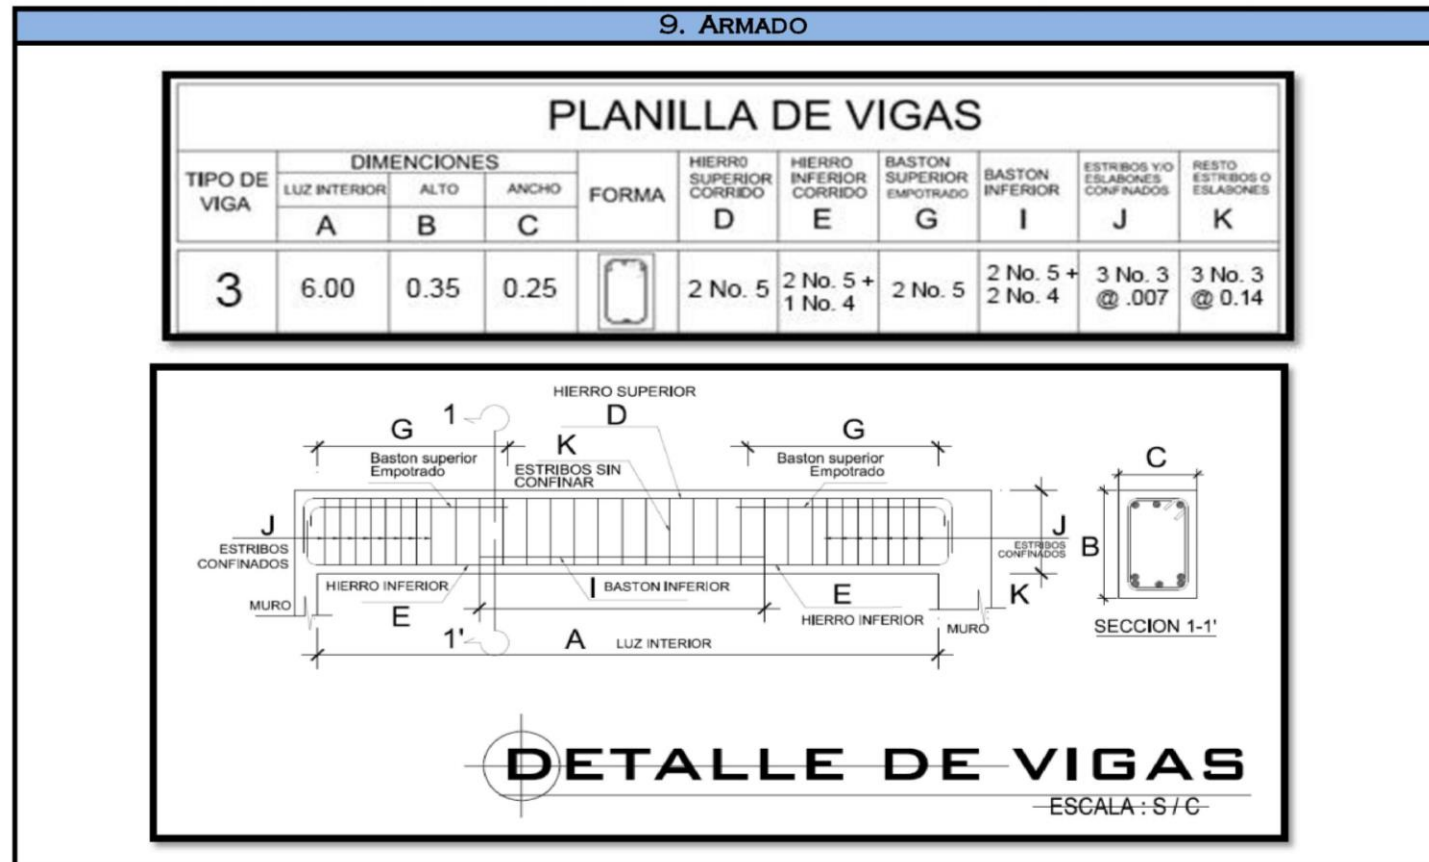 9. ARMADO
PLANILLA DE VIGAS
TIPO DE VIGA
DIMENCIONES
LUZ INTERIOR
A
ALTO
B
ANCHO
C
FORMA
HIERRO
SUPERIOR
CORRIDO
D
HIERRO
INFERIOR
CORRIDO
E
BASTON
SUPERIOR
EMPOTRADO
G
BASTON
INFERIOR
I
ESTRIBOS Y/O
ESLABONES
CONFINADOS
J
RESTO
ESTRIBOS O
ESLABONES
K
3
6.00
0.35
0.25
2 No. 5
2 No. 5 +
1 No. 4
2 No. 5
2 No. 5 +
2 No. 4
3 No. 3
@ .007
3 No. 3
@ 0.14
HIERRO SUPERIOR
D
1
G
Baston superior
Empotrado
K
ESTRIBOS SIN
CONFINAR
G
Baston superior
Empotrado
C
J
ESTRIBOS
CONFINADOS
J
ESTRIBOS
CONFINADOS
B
HIERRO INFERIOR
E
I BASTON INFERIOR
E
HIERRO INFERIOR
K
MURO
MURO
1'
A
LUZ INTERIOR
SECCION 1-1'
DETALLE DE VIGAS
ESCALA : S / C